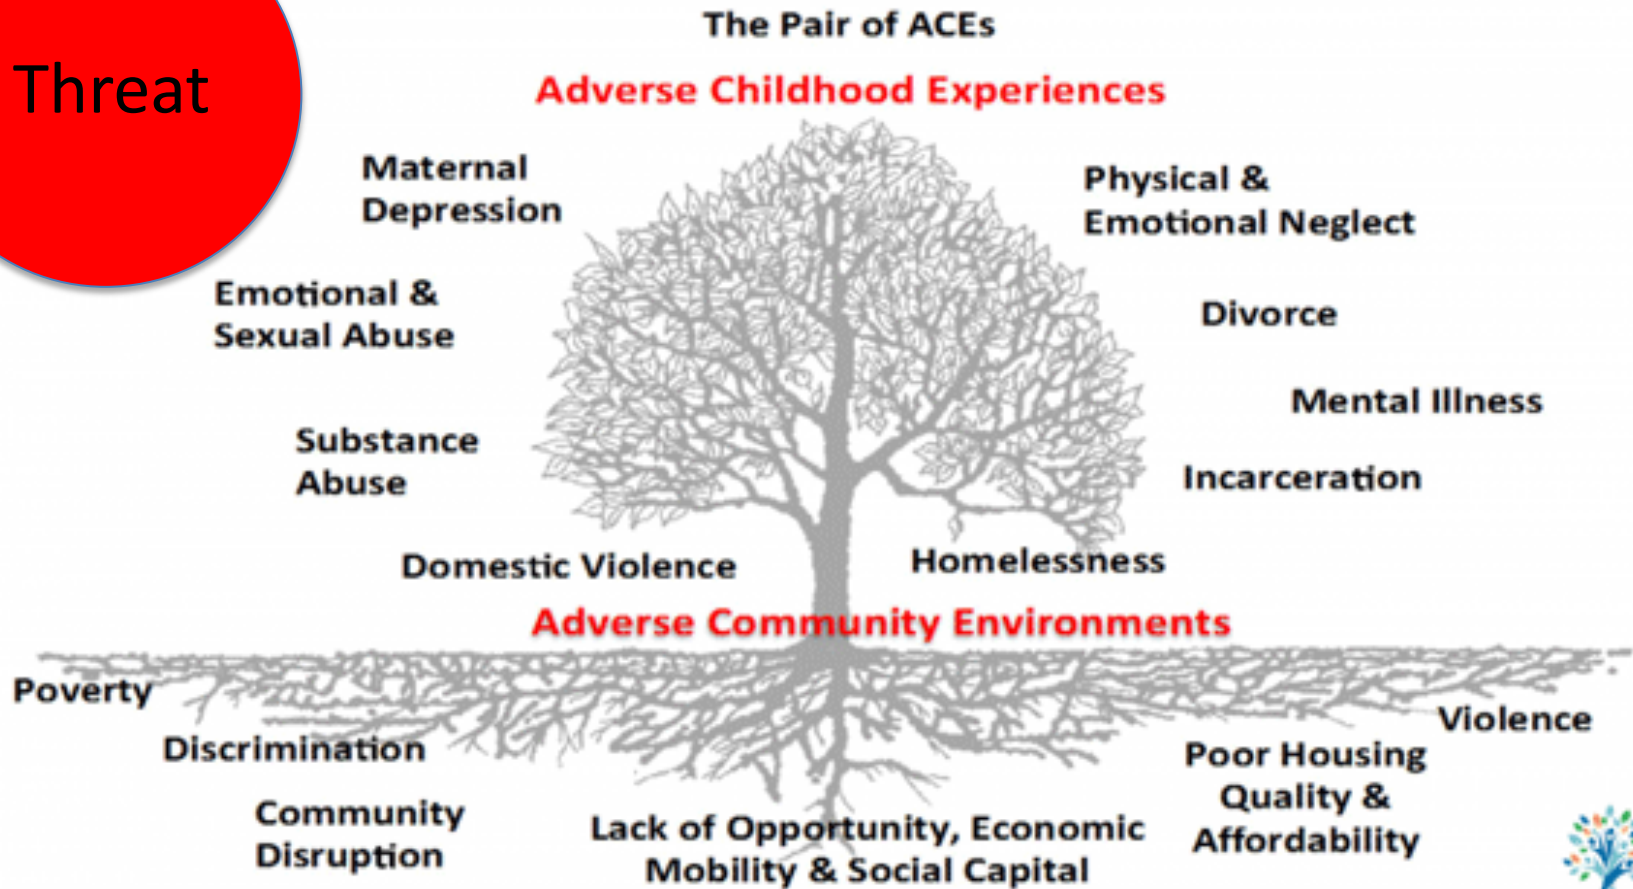 The Pair of ACEs
Threat
Adverse Childhood Experiences
Maternal
Depression
Physical &
Emotional Neglect
Emotional &
Sexual Abuse
Divorce
Mental Illness
Substance
Abuse
Incarceration
Domestic Violence
Homelessness
Adverse Community Environments
Poverty
Violence
Discrimination
Poor Housing
Quality &
Affordability
Community
Disruption
Lack of Opportunity, Economic
Mobility & Social Capital